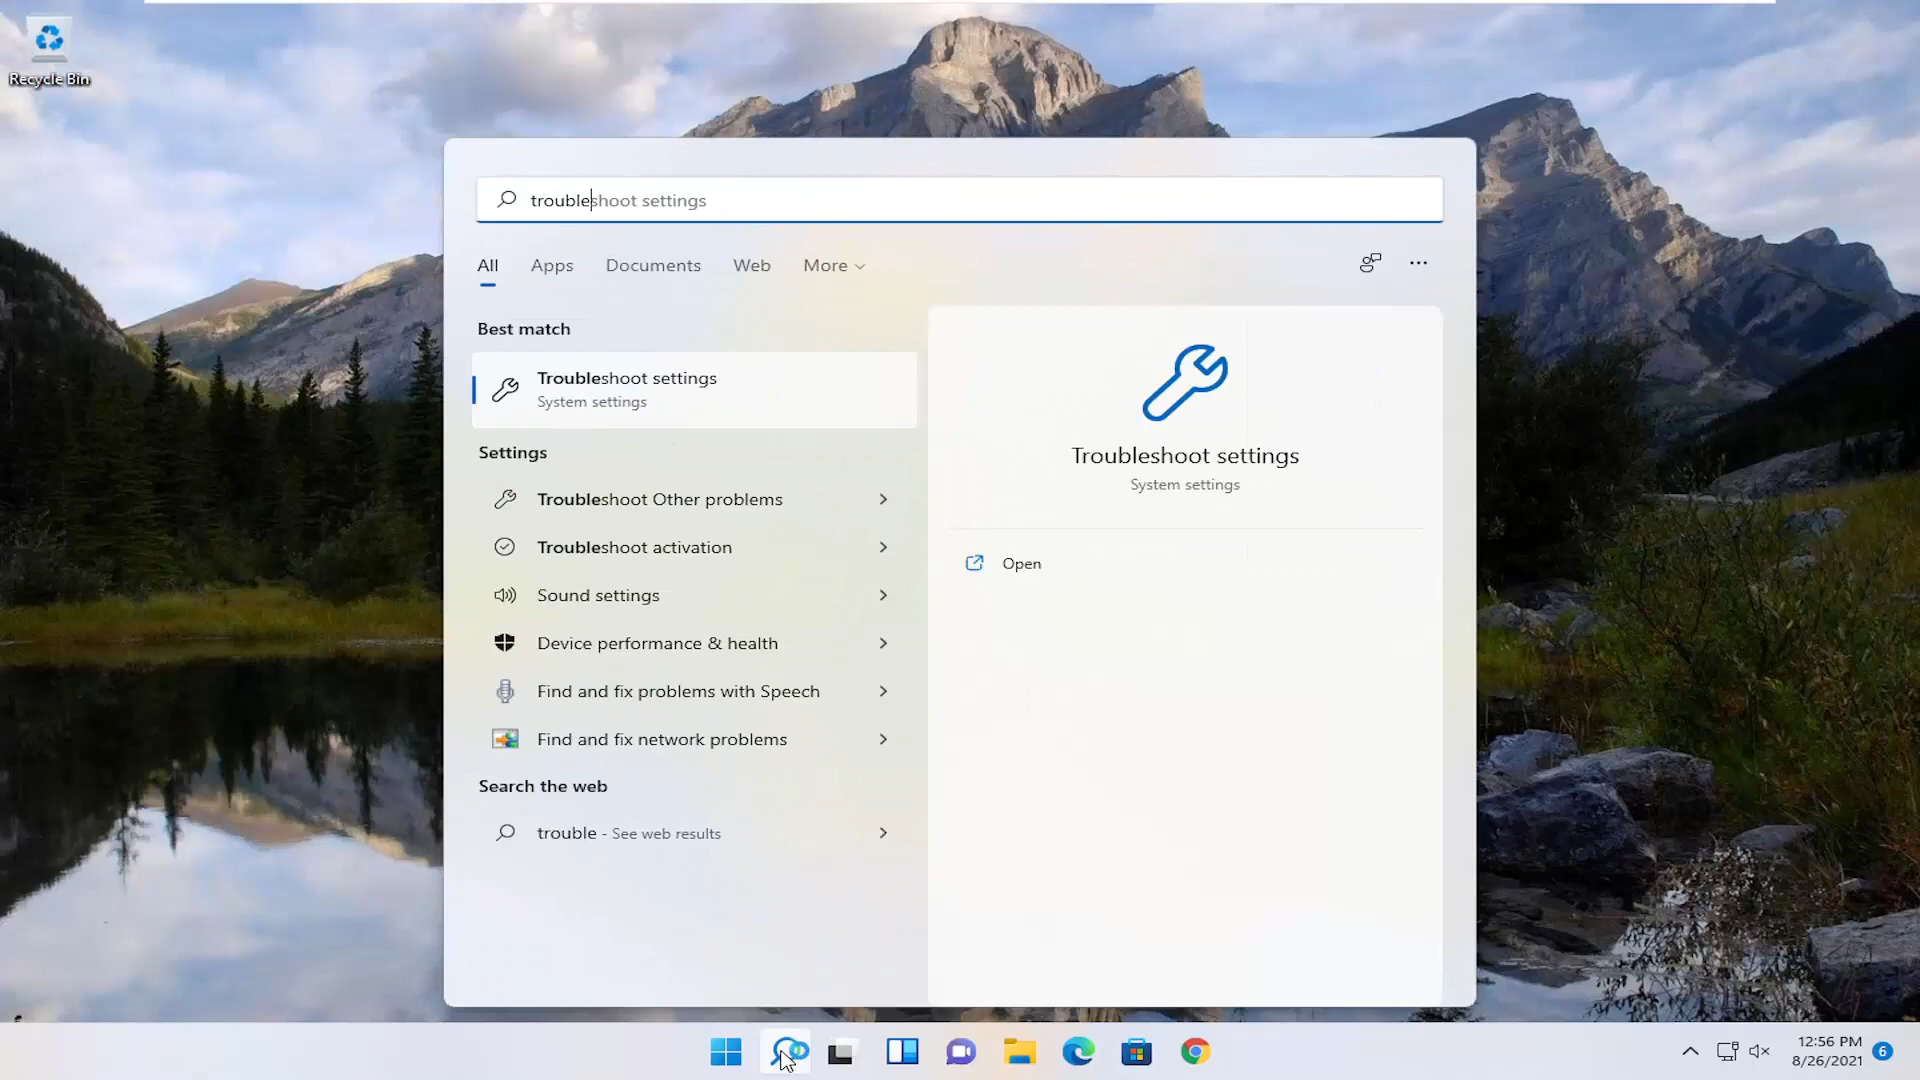 Recycle Bin
troubleshoot settings
All Apps Documents Web More
Best match
Troubleshoot settings
System settings
Settings
Troubleshoot Other problems
Troubleshoot activation
Sound settings
Device performance & health
Find and fix problems with Speech
Find and fix network problems
Search the web
trouble - See web results
Troubleshoot settings
System settings
Open
12:56 PM
8/26/2021
6